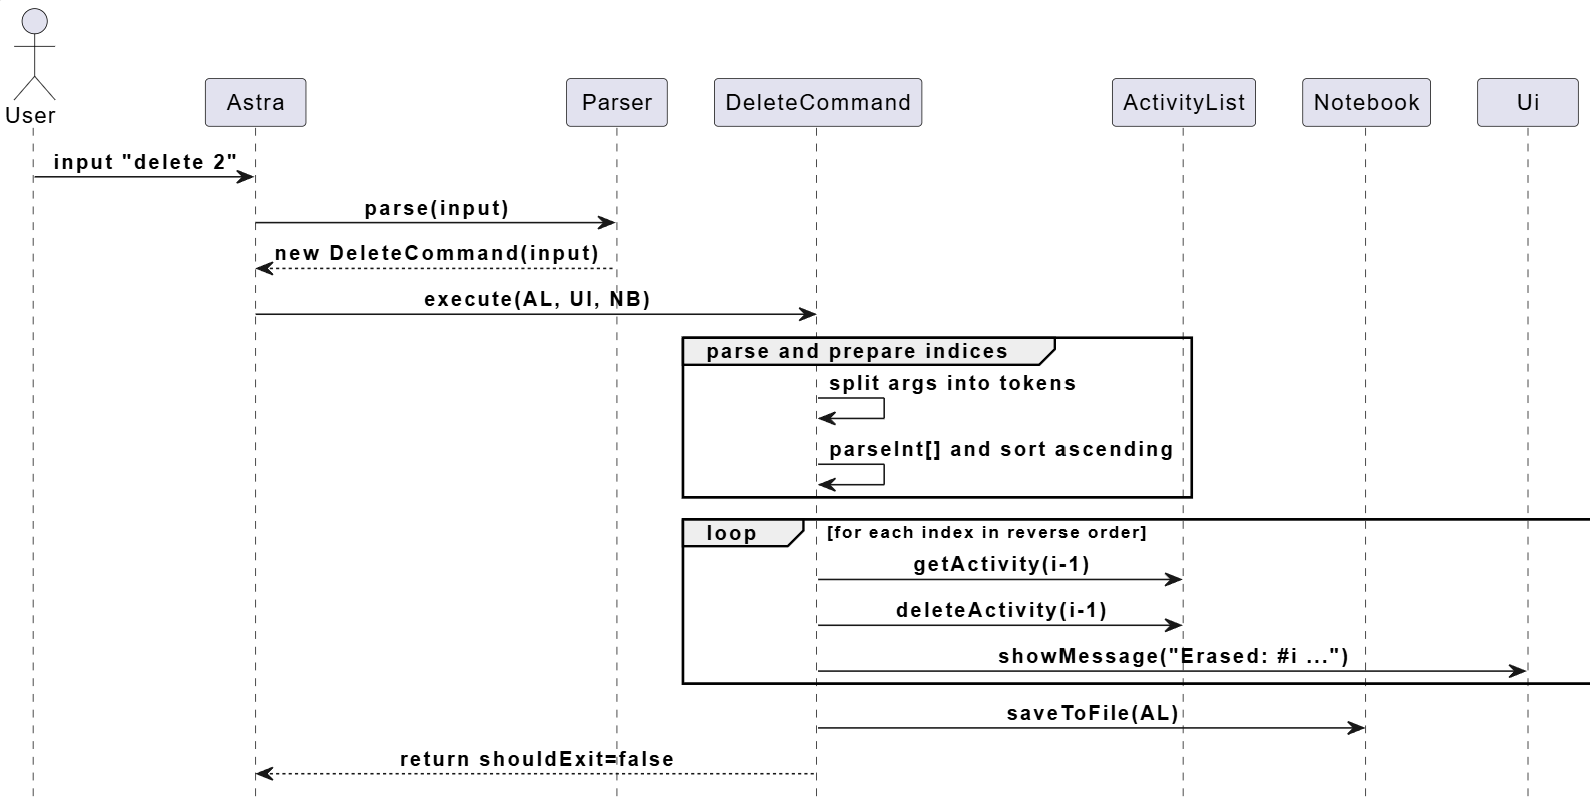 User
Astra
Parser
DeleteCommand
ActivityList
Notebook
Ui
input "delete 2"
parse(input)
new DeleteCommand(input)
execute(AL, UI, NB)
parse and prepare indices
split args into tokens
parseInt[] and sort ascending
loop
[for each index in reverse order]
getActivity(i-1)
deleteActivity(i-1)
showMessage("Erased: #i ...")
saveToFile(AL)
return shouldExit=false